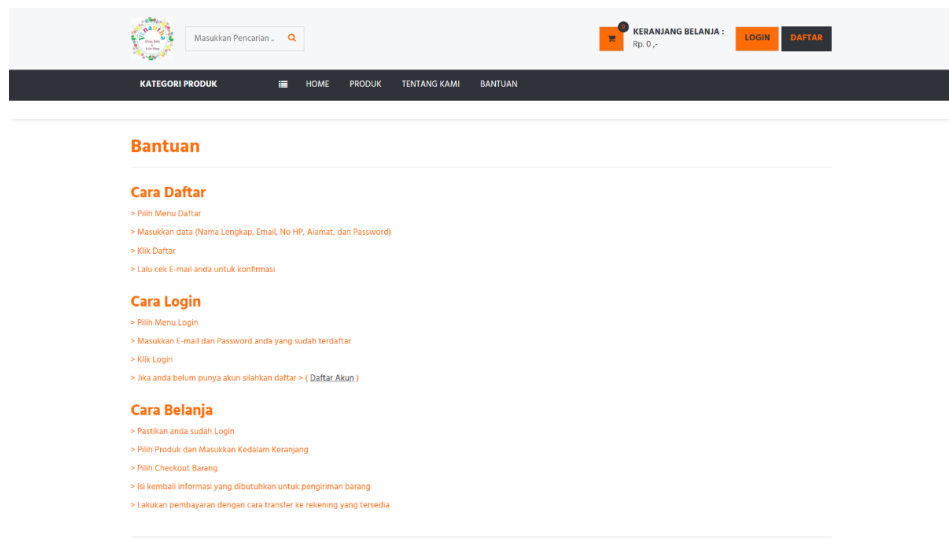 Masukkan Pencarian ..
0
KERANJANG BELANJA :
Rp. 0 ,-
LOGIN
DAFTAR
KATEGORI PRODUK
HOME
PRODUK
TENTANG KAMI
BANTUAN
Bantuan
Cara Daftar
> Pilih Menu Daftar
> Masukkan data (Nama Lengkap, Email, No HP, Alamat, dan Password)
> Klik Daftar
> Lalu cek E-mail anda untuk konfirmasi
Cara Login
> Pilih Menu Login
> Masukkan E-mail dan Password anda yang sudah terdaftar
> Klik Login
> Jika anda belum punya akun silahkan daftar > ( Daftar Akun )
Cara Belanja
> Pastikan anda sudah Login
> Pilih Produk dan Masukkan Kedalam Keranjang
> Pilih Checkout Barang
> Isi kembali informasi yang dibutuhkan untuk pengiriman barang
> Lakukan pembayaran dengan cara transfer ke rekening yang tersedia